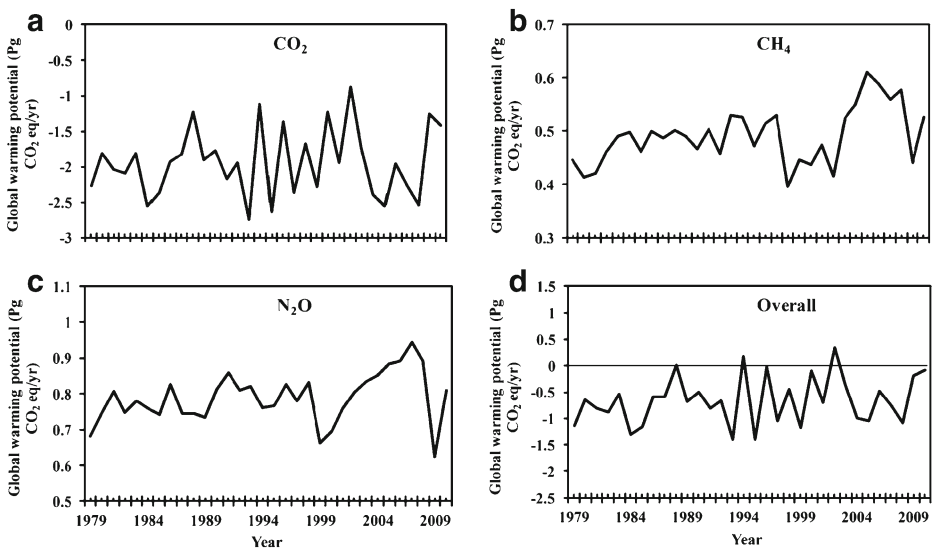 a
CO₂
Global warming potential (Pg
CO₂ eq/yr)
0
-0.5
-1
-1.5
-2
-2.5
-3
b
CH₄
Global warming potential (Pg
CO₂ eq/yr)
0.7
0.6
0.5
0.4
0.3
c
N₂O
Global warming potential (Pg
CO₂ eq/yr)
1.1
1
0.9
0.8
0.7
0.6
0.5
1979 1984 1989 1994 1999 2004 2009
Year
d
Overall
Global warming potential (Pg
CO₂ eq/yr)
1.5
1
0.5
0
-0.5
-1
-1.5
-2
-2.5
1979 1984 1989 1994 1999 2004 2009
Year